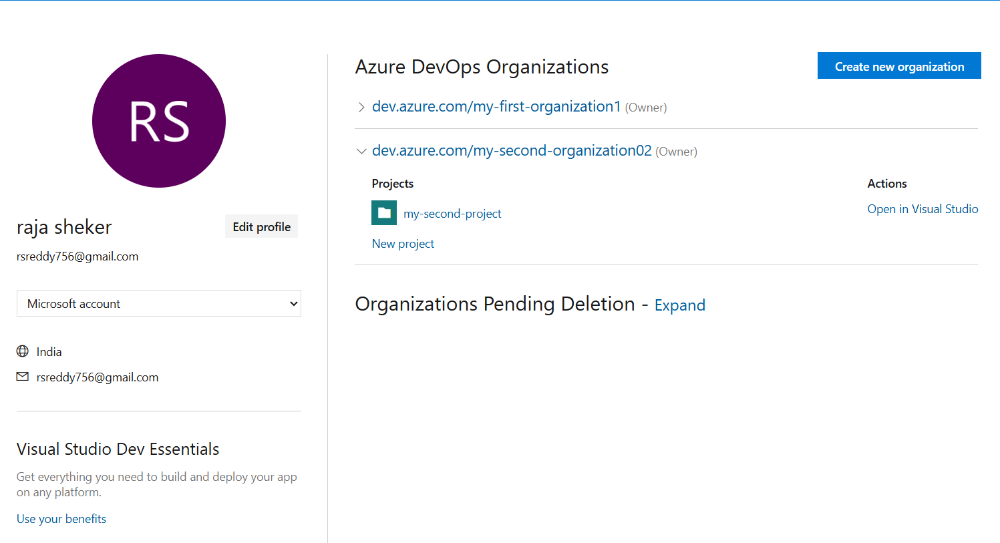 RS
raja sheker
Edit profile
rsreddy756@gmail.com
Microsoft account
India
rsreddy756@gmail.com
Visual Studio Dev Essentials
Get everything you need to build and deploy your app
on any platform.
Use your benefits
Azure DevOps Organizations
Create new organization
dev.azure.com/my-first-organization1 (Owner)
dev.azure.com/my-second-organization02 (Owner)
Projects
Actions
my-second-project
Open in Visual Studio
New project
Organizations Pending Deletion - Expand